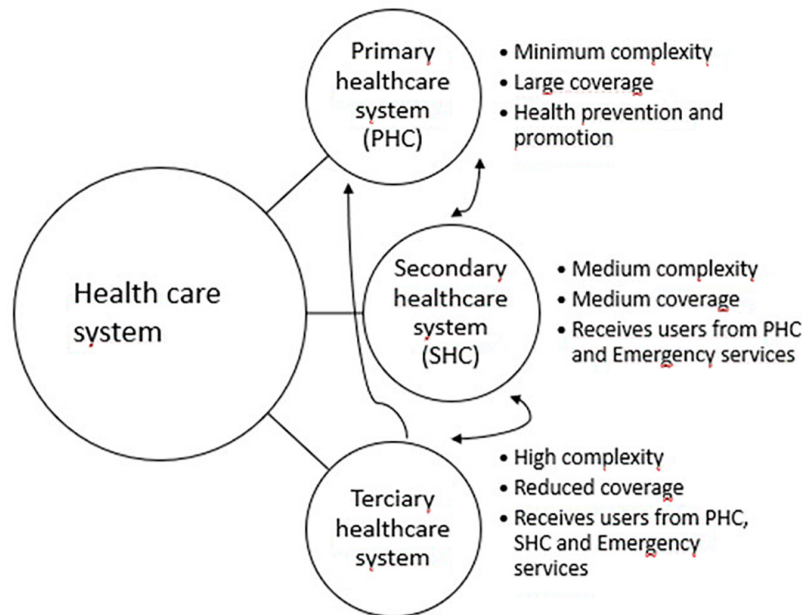 Primary
healthcare
system
(PHC)
• Minimum complexity
• Large coverage
• Health prevention and
promotion
Health care
system
Secondary
healthcare
system
(SHC)
• Medium complexity
• Medium coverage
• Receives users from PHC
and Emergency services
Terciary
healthcare
system
• High complexity
• Reduced coverage
• Receives users from PHC,
SHC and Emergency
services